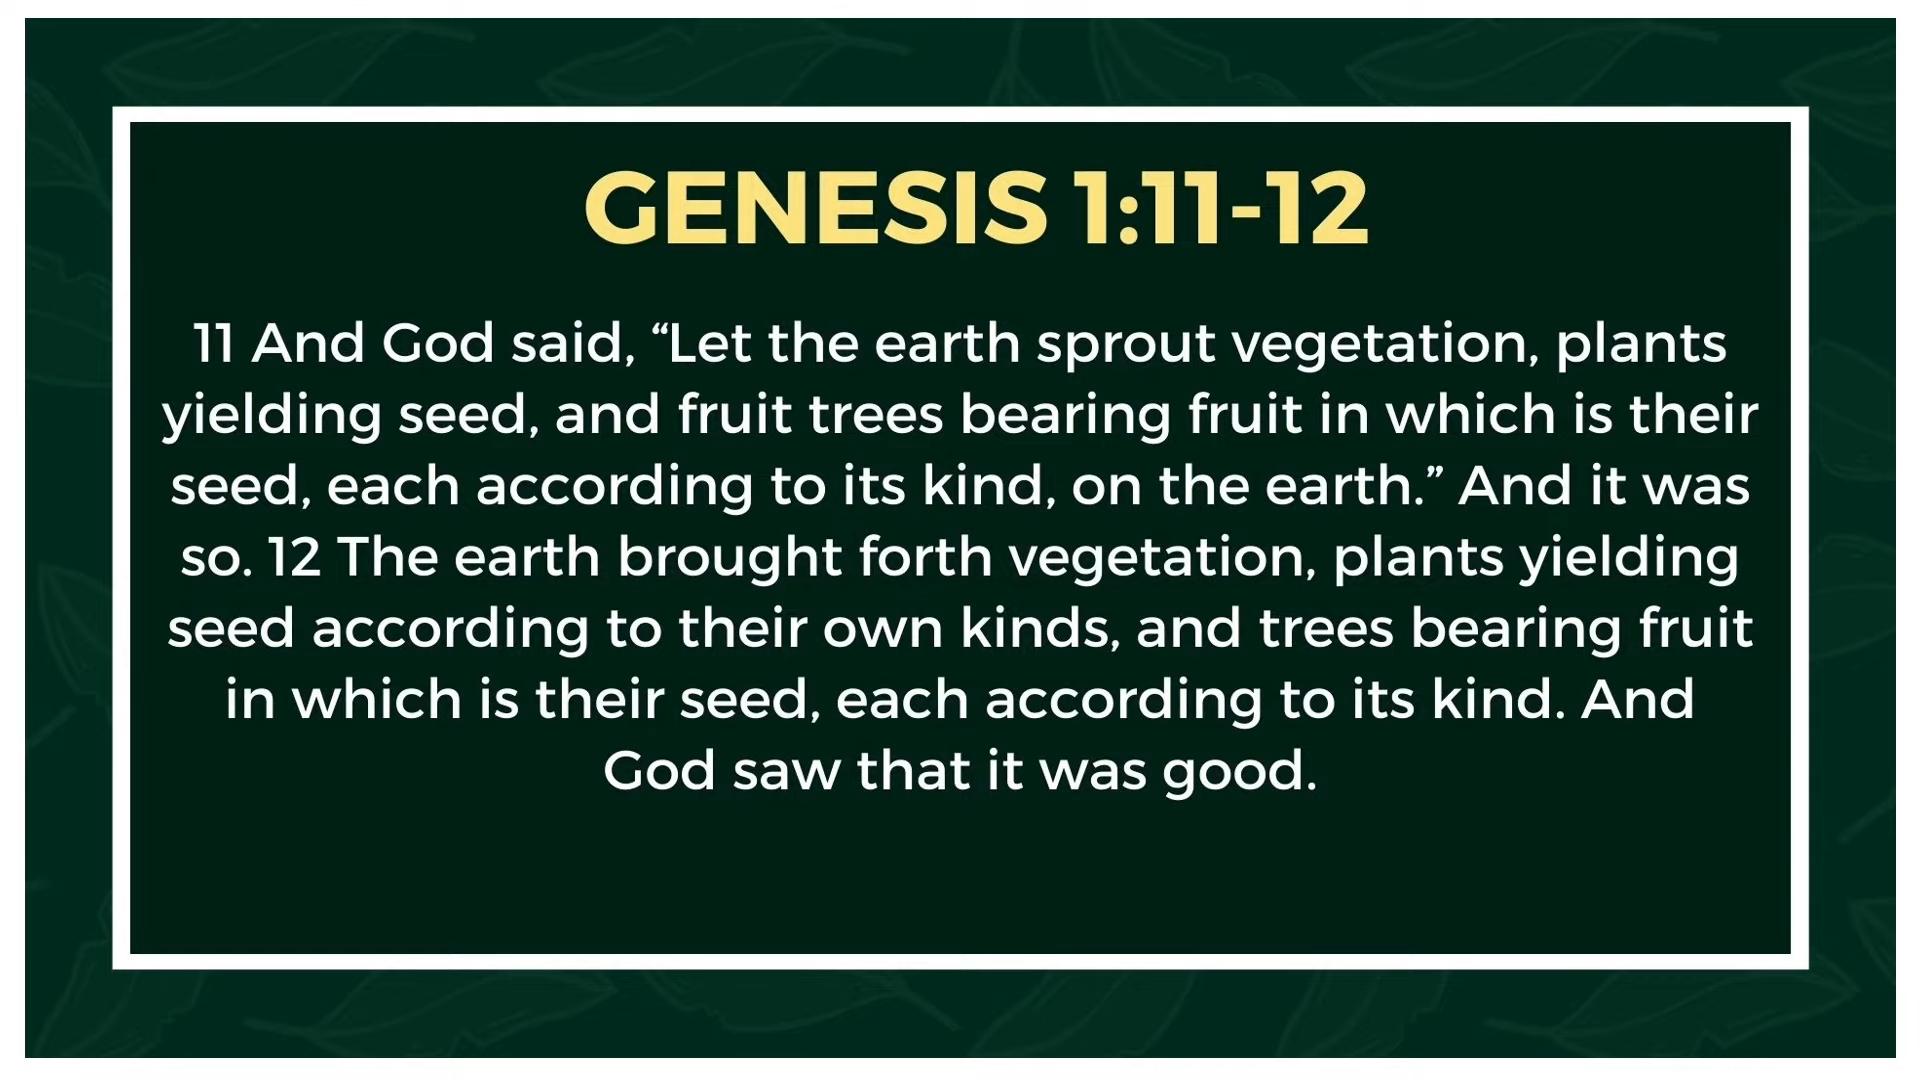 GENESIS 1:11-12
11 And God said, “Let the earth sprout vegetation, plants
yielding seed, and fruit trees bearing fruit in which is their
seed, each according to its kind, on the earth.” And it was
so. 12 The earth brought forth vegetation, plants yielding
seed according to their own kinds, and trees bearing fruit
in which is their seed, each according to its kind. And
God saw that it was good.